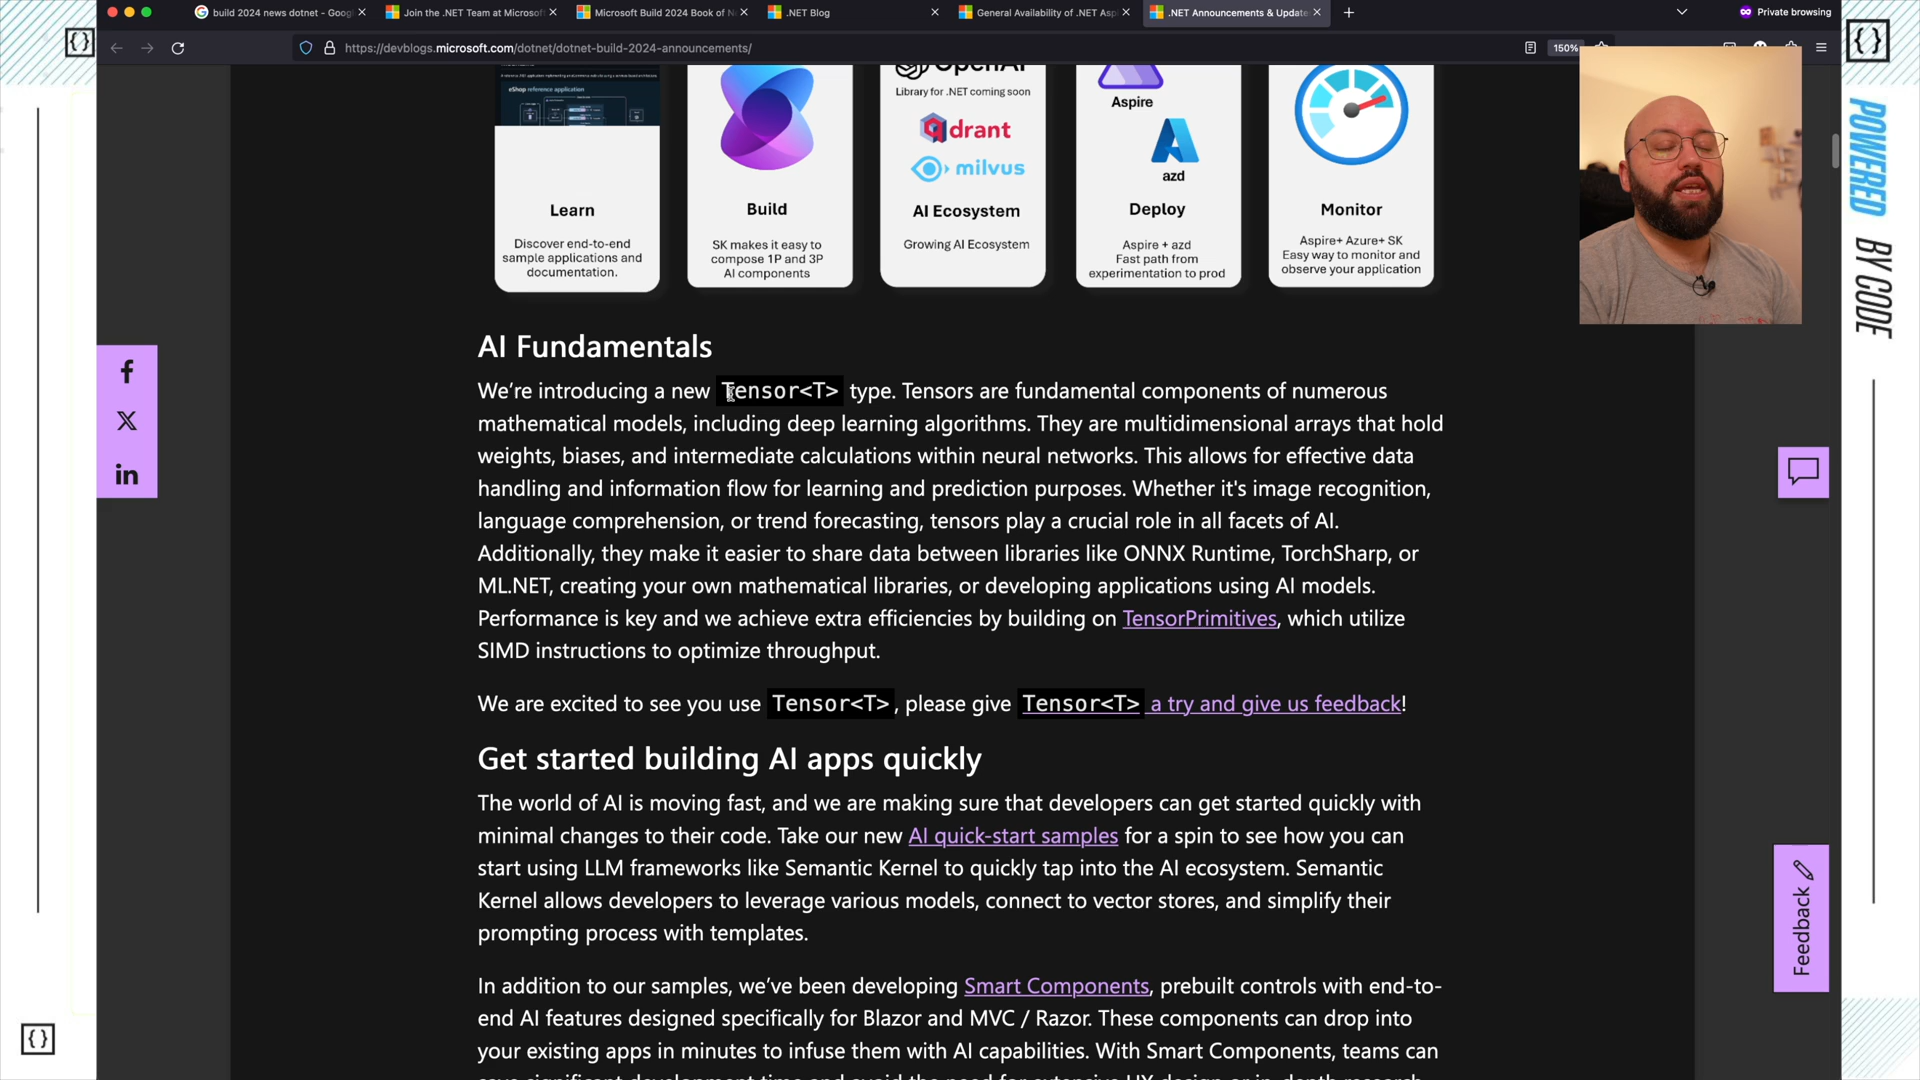 build 2024 news dotnet - Goog
Join the .NET Team at Microsof
Microsoft Build 2024 Book of N
.NET Blog
General Availability of .NET Asp
.NET Announcements & Update
Private browsing
https://devblogs.microsoft.com/dotnet/dotnet-build-2024-announcements/
150%
eShop reference application
OpenAI
Library for .NET coming soon
qdrant
milvus
Aspire
azd
Learn
Discover end-to-end
sample applications and
documentation.
Build
SK makes it easy to
compose 1P and 3P
AI components
AI Ecosystem
Growing AI Ecosystem
Deploy
Aspire + azd
Fast path from
experimentation to prod
Monitor
Aspire+ Azure+ SK
Easy way to monitor and
observe your application
AI Fundamentals
We’re introducing a new Tensor<T> type. Tensors are fundamental components of numerous
mathematical models, including deep learning algorithms. They are multidimensional arrays that hold
weights, biases, and intermediate calculations within neural networks. This allows for effective data
handling and information flow for learning and prediction purposes. Whether it's image recognition,
language comprehension, or trend forecasting, tensors play a crucial role in all facets of AI.
Additionally, they make it easier to share data between libraries like ONNX Runtime, TorchSharp, or
ML.NET, creating your own mathematical libraries, or developing applications using AI models.
Performance is key and we achieve extra efficiencies by building on TensorPrimitives, which utilize
SIMD instructions to optimize throughput.
We are excited to see you use Tensor<T>, please give Tensor<T> a try and give us feedback!
Get started building AI apps quickly
The world of AI is moving fast, and we are making sure that developers can get started quickly with
minimal changes to their code. Take our new AI quick-start samples for a spin to see how you can
start using LLM frameworks like Semantic Kernel to quickly tap into the AI ecosystem. Semantic
Kernel allows developers to leverage various models, connect to vector stores, and simplify their
prompting process with templates.
In addition to our samples, we’ve been developing Smart Components, prebuilt controls with end-to-
end AI features designed specifically for Blazor and MVC / Razor. These components can drop into
your existing apps in minutes to infuse them with AI capabilities. With Smart Components, teams can
Feedback
POWERED BY CODE
{}
{}
{}